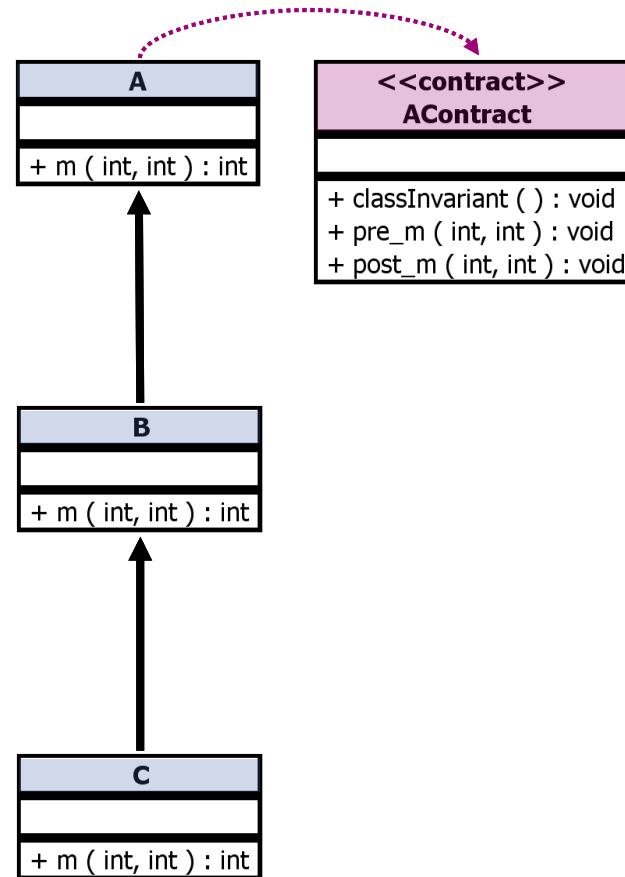 A
+ m ( int, int ) : int
<<contract>>
AContract
+ classInvariant ( ) : void
+ pre_m ( int, int ) : void
+ post_m ( int, int ) : void
B
+ m ( int, int ) : int
C
+ m ( int, int ) : int